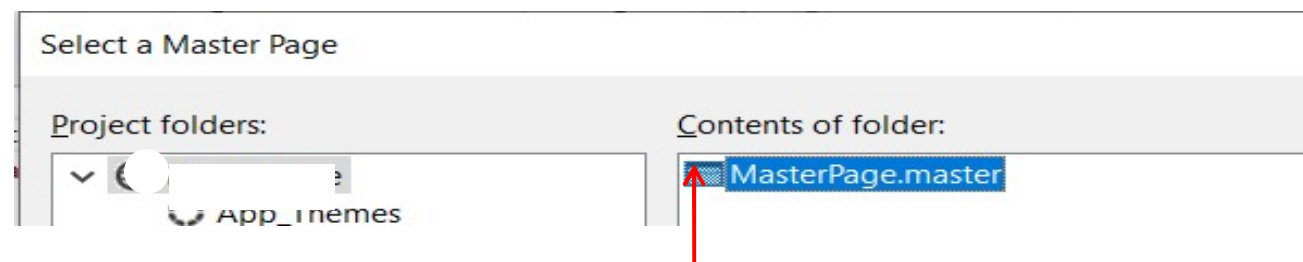 Select a Master Page
Project folders:
Contents of folder:
MasterPage.master
App_Themes